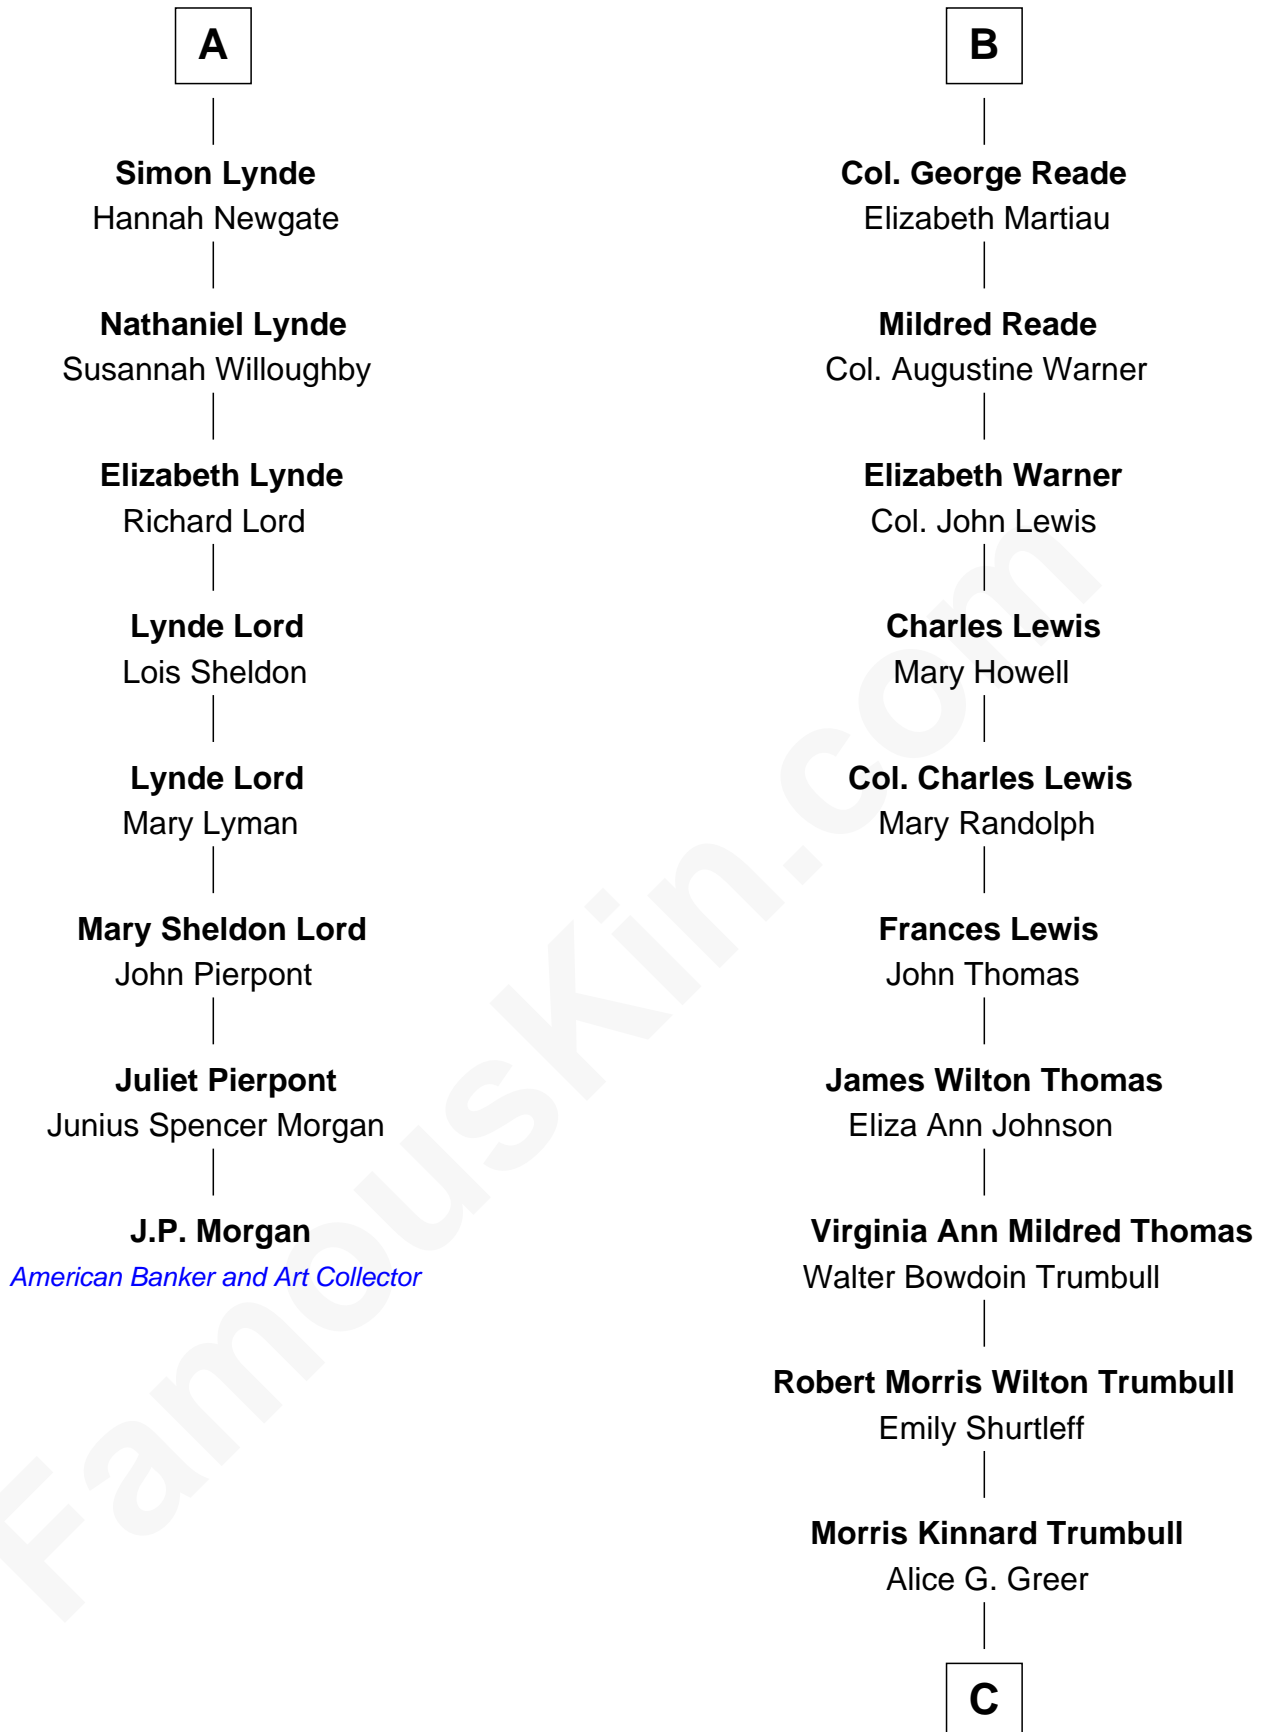 A
Simon Lynde
Hannah Newgate
Nathaniel Lynde
Susannah Willoughby
Elizabeth Lynde
Richard Lord
Lynde Lord
Lois Sheldon
Lynde Lord
Mary Lyman
Mary Sheldon Lord
John Pierpont
Juliet Pierpont
Junius Spencer Morgan
J.P. Morgan
American Banker and Art Collector
B
Col. George Reade
Elizabeth Martiau
Mildred Reade
Col. Augustine Warner
Elizabeth Warner
Col. John Lewis
Charles Lewis
Mary Howell
Col. Charles Lewis
Mary Randolph
Frances Lewis
John Thomas
James Wilton Thomas
Eliza Ann Johnson
Virginia Ann Mildred Thomas
Walter Bowdoin Trumbull
Robert Morris Wilton Trumbull
Emily Shurtleff
Morris Kinnard Trumbull
Alice G. Greer
C
FamousKin.com